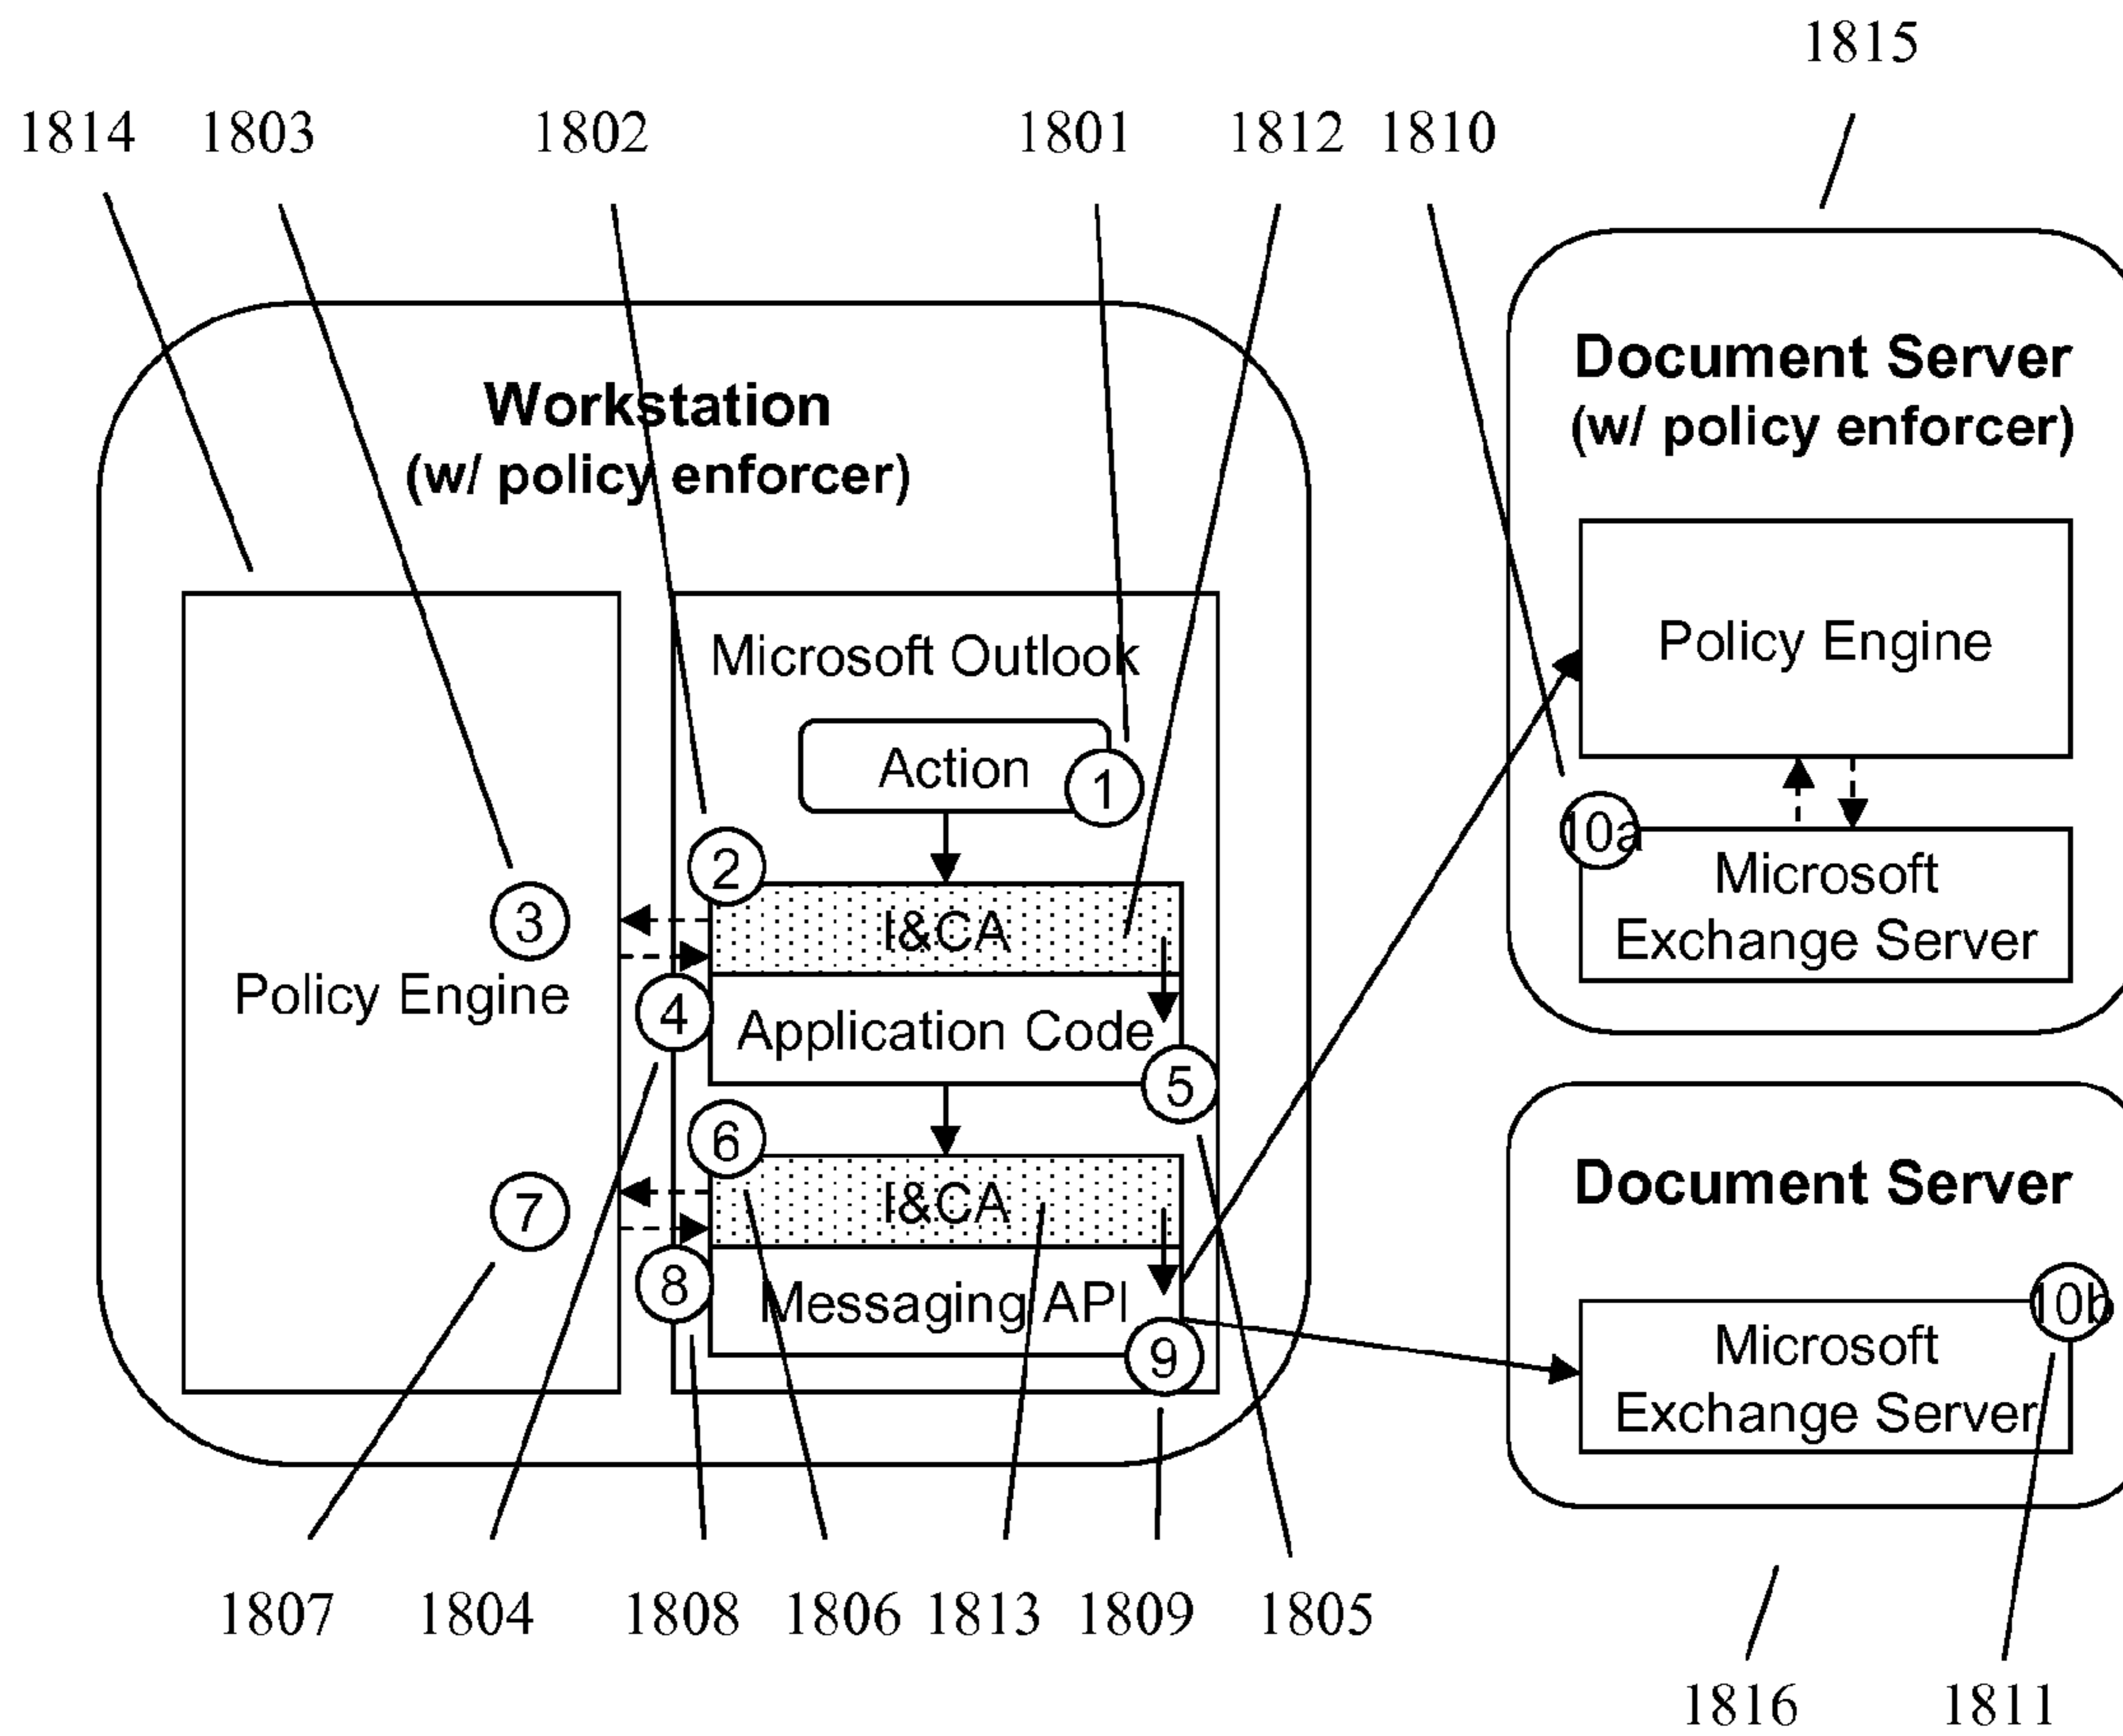 1815
1814 1803 1802 1801 1812 1810
Workstation
(w/ policy enforcer)
Document Server
(w/ policy enforcer)
Microsoft Outlook
Policy Engine
Action
1
2
10a
Microsoft
Exchange Server
3
I&CA
Policy Engine
4
Application Code
5
6
7
I&CA
8
Messaging API
9
Document Server
10b
Microsoft
Exchange Server
1807 1804 1808 1806 1813 1809 1805
1816 1811